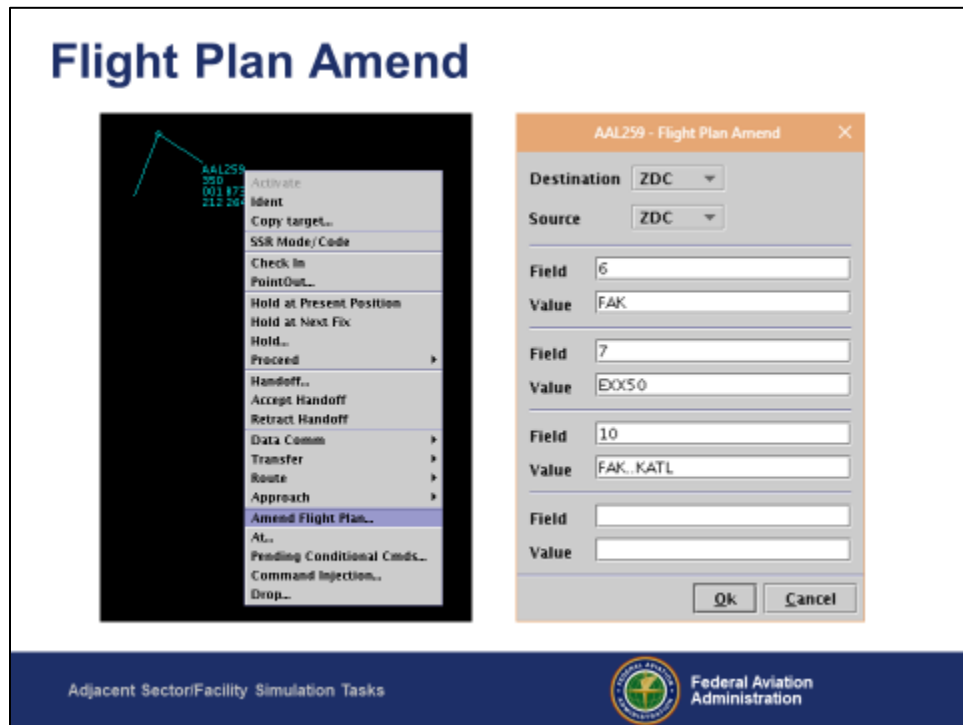 Flight Plan Amend
AAL259
350
212 264
Activate
Ident
Copy target...
SSR Mode/Code
Check In
PointOut...
Hold at Present Position
Hold at Next Fix
Hold...
Proceed
Handoff...
Accept Handoff
Retract Handoff
Data Comm
Transfer
Route
Approach
Amend Flight Plan...
At...
Pending Conditional Cmds...
Command Injection...
Drop...
AAL259 - Flight Plan Amend
Destination ZDC
Source ZDC
Field 6
Value FAK
Field 7
Value EXX50
Field 10
Value FAK..KATL
Field
Value
Ok Cancel
Adjacent Sector/Facility Simulation Tasks
Federal Aviation
Administration